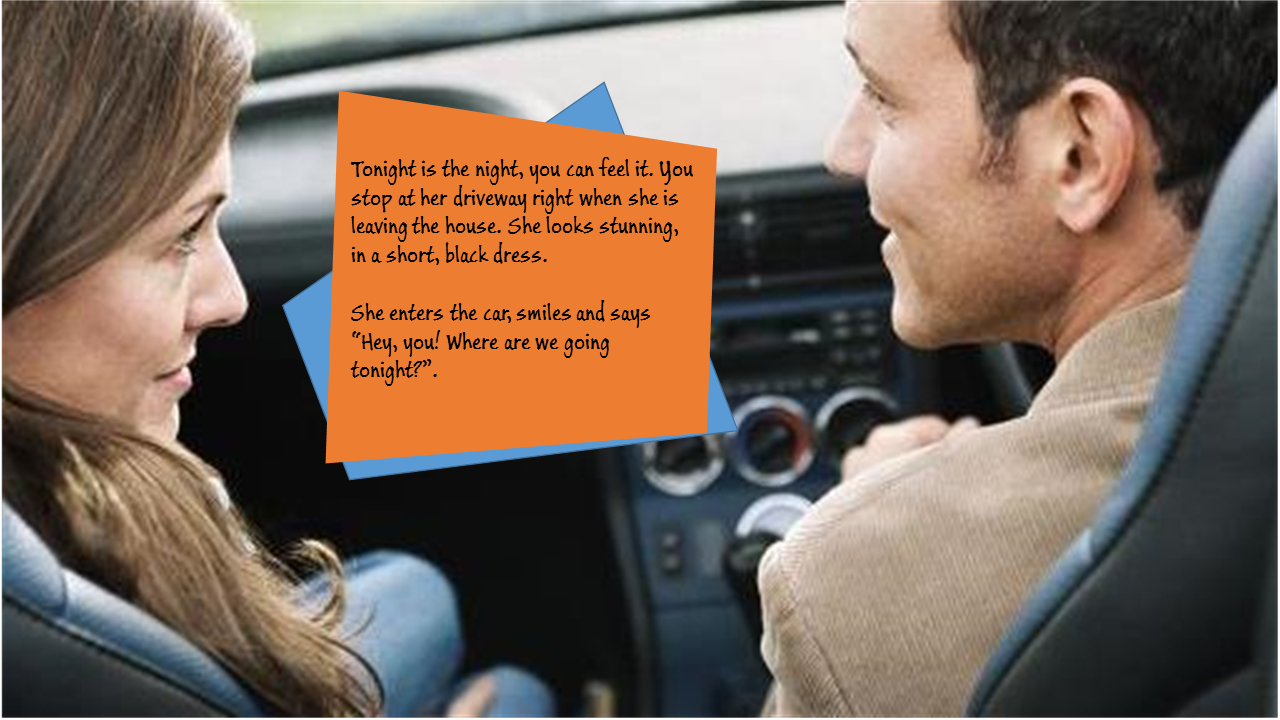 Tonight is the night, you can feel it. You
stop at her driveway right when she is
leaving the house. She looks stunning,
in a short, black dress.
She enters the car, smiles and says
“Hey, you! Where are we going
tonight?”.